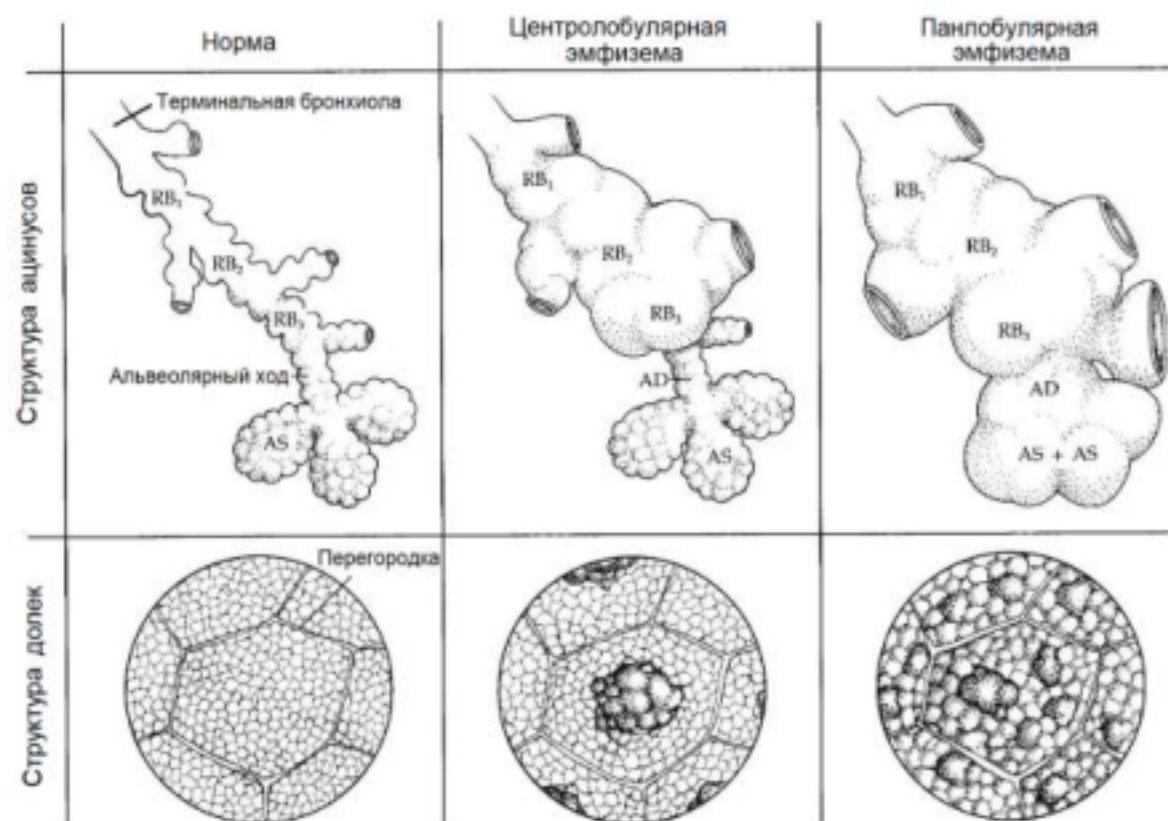 Норма
Центролобулярная
эмфизема
Панлобулярная
эмфизема
Структура ацинусов
Терминальная бронхиола
RB₁
RB₂
RB₃
Альвеолярный ход
AS
RB₁
RB₂
RB₃
AD
AS
RB₁
RB₂
RB₃
AD
AS + AS
Структура долек
Перегородка